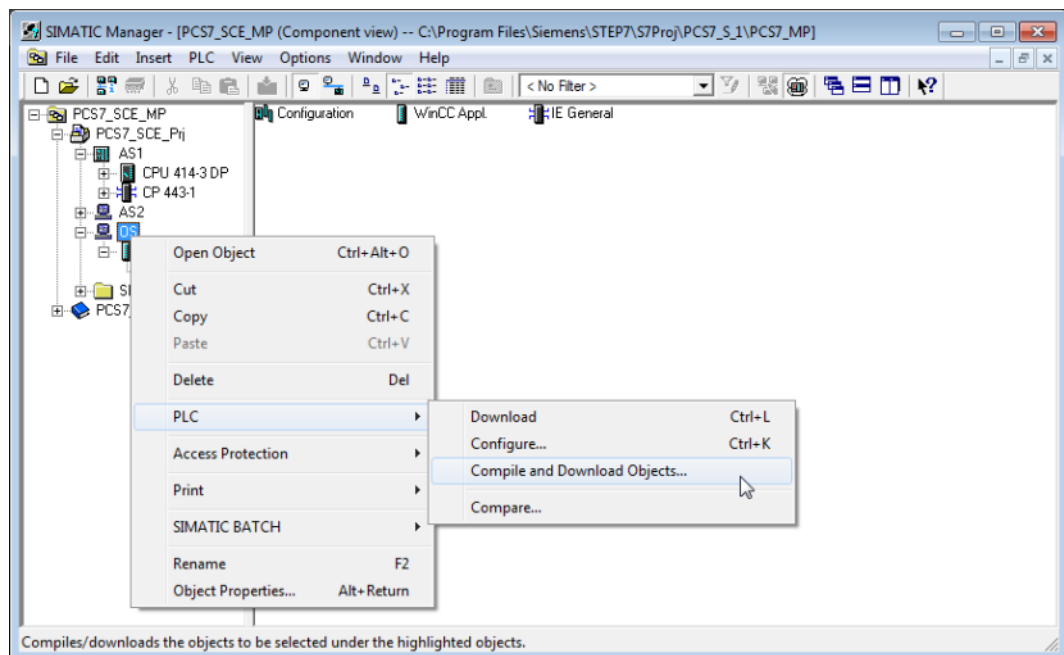 SIMATIC Manager - [PCS7_SCE_MP (Component view) -- C:\Program Files\Siemens\STEP7\S7Proj\PCS7_S_1\PCS7_MP]
File Edit Insert PLC View Options Window Help
< No Filter >
PCS7_SCE_MP
PCS7_SCE_Prj
AS1
CPU 414-3 DP
CP 443-1
AS2
OS
PCS7_
Configuration WinCC Appl. IE General
Open Object Ctrl+Alt+O
Cut Ctrl+X
Copy Ctrl+C
Paste Ctrl+V
Delete Del
PLC
Access Protection
Print
SIMATIC BATCH
Rename F2
Object Properties... Alt+Return
Download Ctrl+L
Configure... Ctrl+K
Compile and Download Objects...
Compare...
Compiles/downloads the objects to be selected under the highlighted objects.